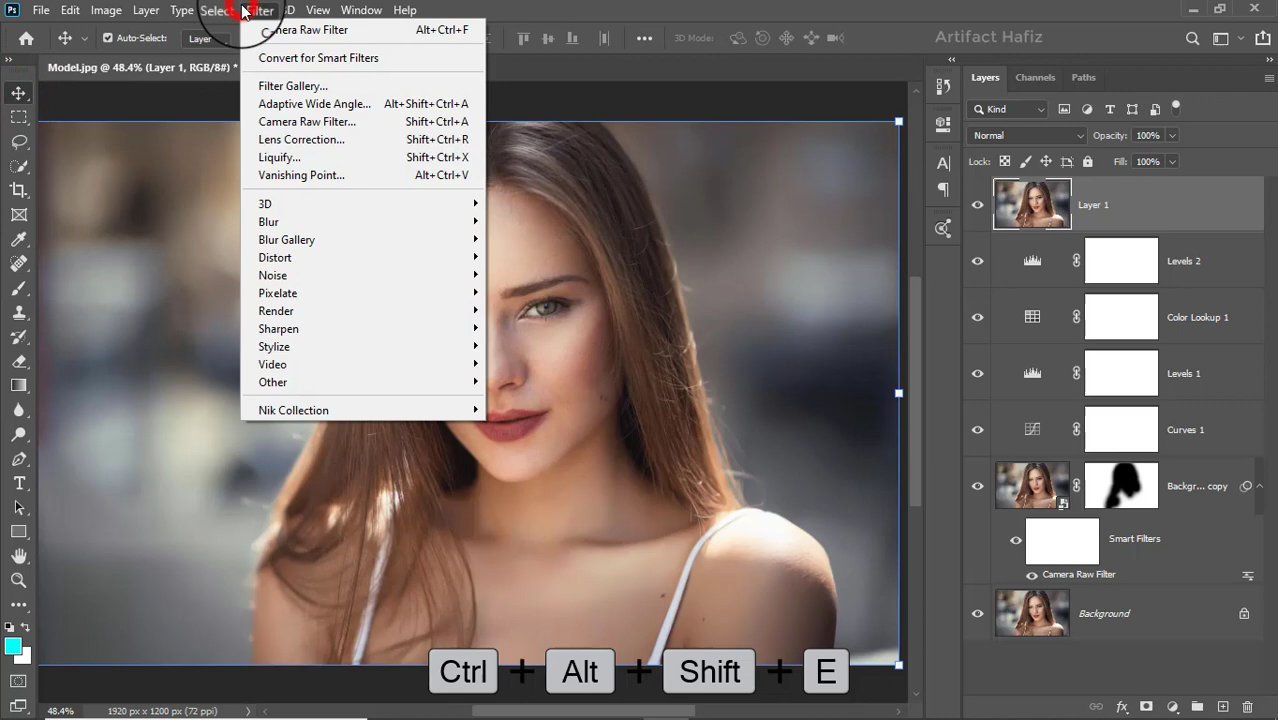 Ps File Edit Image Layer Type Select Filter 3D View Window Help
Auto-Select: Layer 3D Mode: Artifact Hafiz
Camera Raw Filter Alt+Ctrl+F
Convert for Smart Filters
Filter Gallery...
Adaptive Wide Angle... Alt+Shift+Ctrl+A
Camera Raw Filter... Shift+Ctrl+A
Lens Correction... Shift+Ctrl+R
Liquify... Shift+Ctrl+X
Vanishing Point... Alt+Ctrl+V
3D
Blur
Blur Gallery
Distort
Noise
Pixelate
Render
Sharpen
Stylize
Video
Other
Nik Collection
Model.jpg @ 48.4% (Layer 1, RGB/8#) *
Layers Channels Paths
Kind
Normal Opacity: 100%
Lock: Fill: 100%
Layer 1
Levels 2
Color Lookup 1
Levels 1
Curves 1
Backgr... copy
Smart Filters
Camera Raw Filter
Background
Ctrl + Alt + Shift + E
48.4% 1920 px x 1200 px (72 ppi)